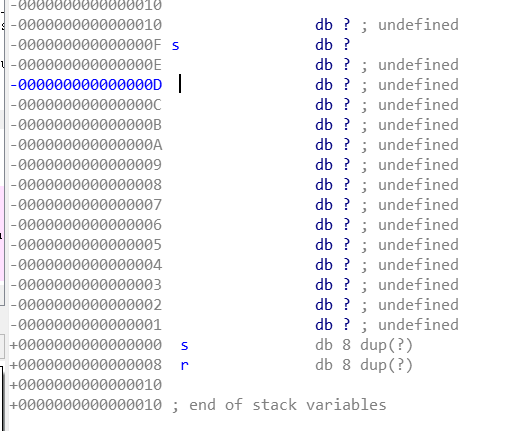 -0000000000000010
-0000000000000010 db ? ; undefined
-000000000000000F s db ?
-000000000000000E db ? ; undefined
-000000000000000D db ? ; undefined
-000000000000000C db ? ; undefined
-000000000000000B db ? ; undefined
-000000000000000A db ? ; undefined
-0000000000000009 db ? ; undefined
-0000000000000008 db ? ; undefined
-0000000000000007 db ? ; undefined
-0000000000000006 db ? ; undefined
-0000000000000005 db ? ; undefined
-0000000000000004 db ? ; undefined
-0000000000000003 db ? ; undefined
-0000000000000002 db ? ; undefined
-0000000000000001 db ? ; undefined
+0000000000000000 s db 8 dup(?)
+0000000000000008 r db 8 dup(?)
+0000000000000010
+0000000000000010 ; end of stack variables